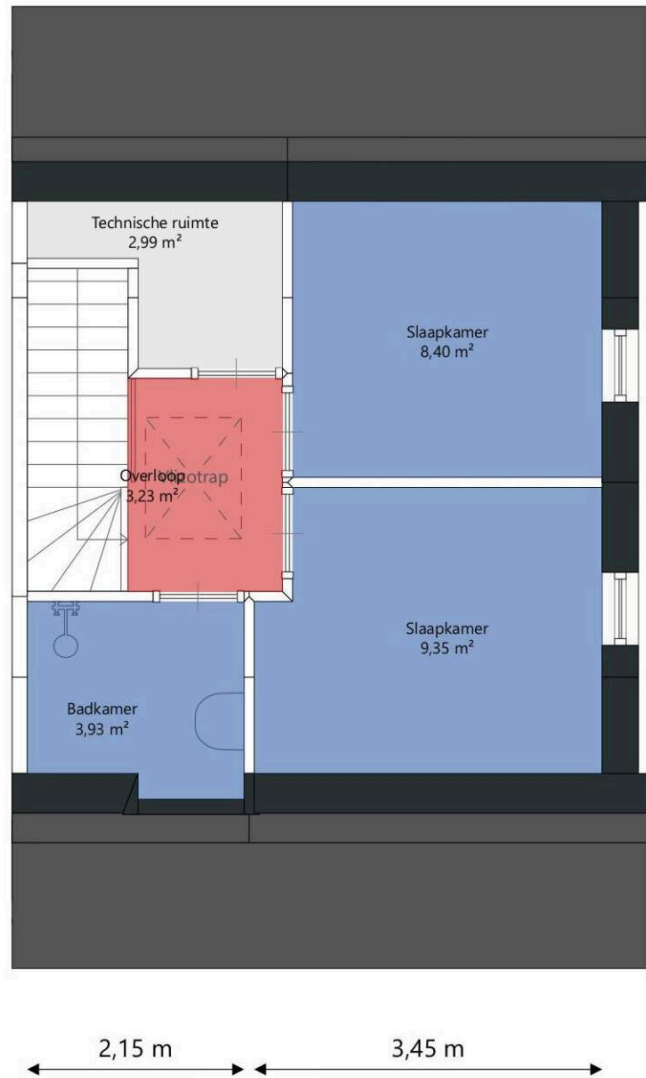 Technische ruimte
2,99 m²
Slaapkamer
8,40 m²
Overloop
3,23 m²
Vlizotrap
Slaapkamer
9,35 m²
Badkamer
3,93 m²
2,15 m
3,45 m